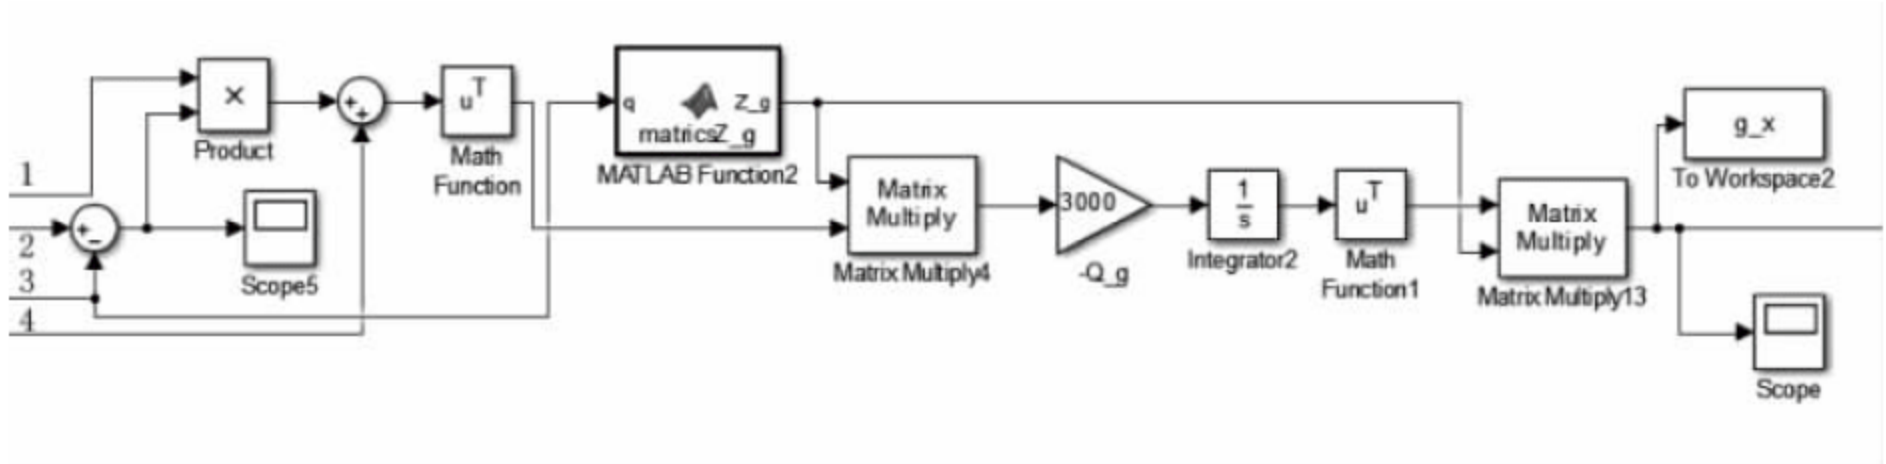 1
2
3
4
×
Product
+
+
+
−
Scope5
u^T
Math
Function
q
Z_g
matricsZ_g
MATLAB Function2
Matrix
Multiply
Matrix Multiply4
3000
-Q_g
1
s
Integrator2
u^T
Math
Function1
Matrix
Multiply
Matrix Multiply13
g_x
To Workspace2
Scope